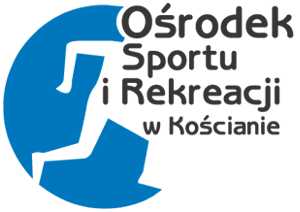 Ośrodek
Sportu
i Rekreacji
w Kościanie